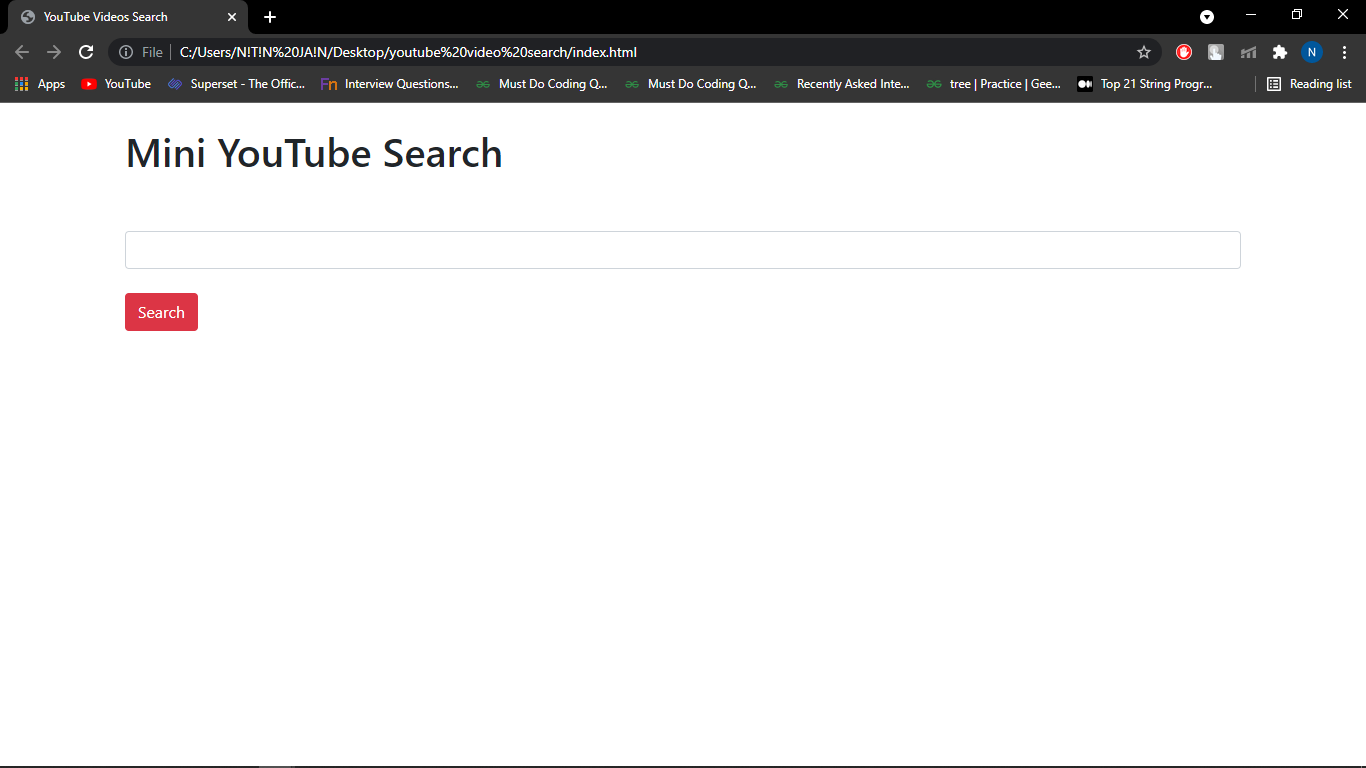 YouTube Videos Search
File C:/Users/N!T!N%20JA!N/Desktop/youtube%20video%20search/index.html N
Apps YouTube Superset - The Offic... Fn Interview Questions... Must Do Coding Q... Must Do Coding Q... Recently Asked Inte... tree | Practice | Gee... Top 21 String Progr... Reading list
Mini YouTube Search
Search